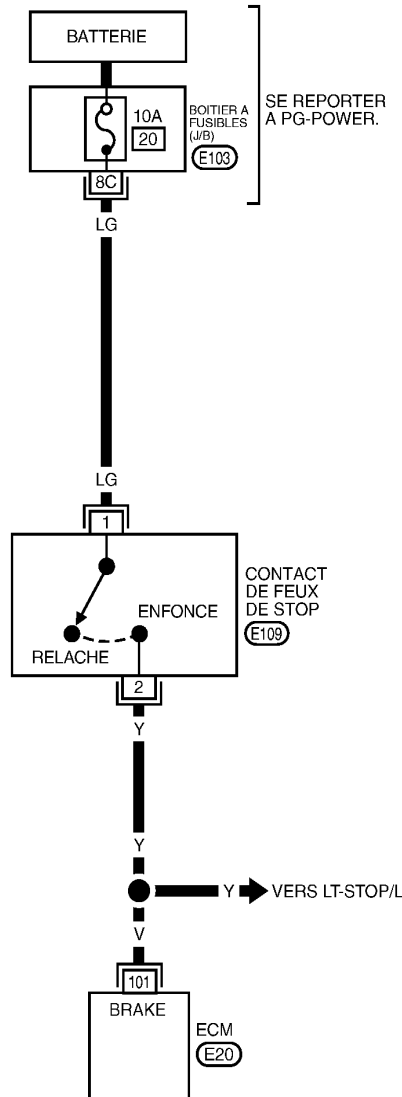 BATTERIE
10A
20
BOITIER A
FUSIBLES
(J/B)
E103
SE REPORTER
A PG-POWER.
8C
LG
LG
1
CONTACT
DE FEUX
DE STOP
E109
ENFONCE
RELACHE
2
Y
Y
Y
VERS LT-STOP/L
V
101
BRAKE
ECM
E20